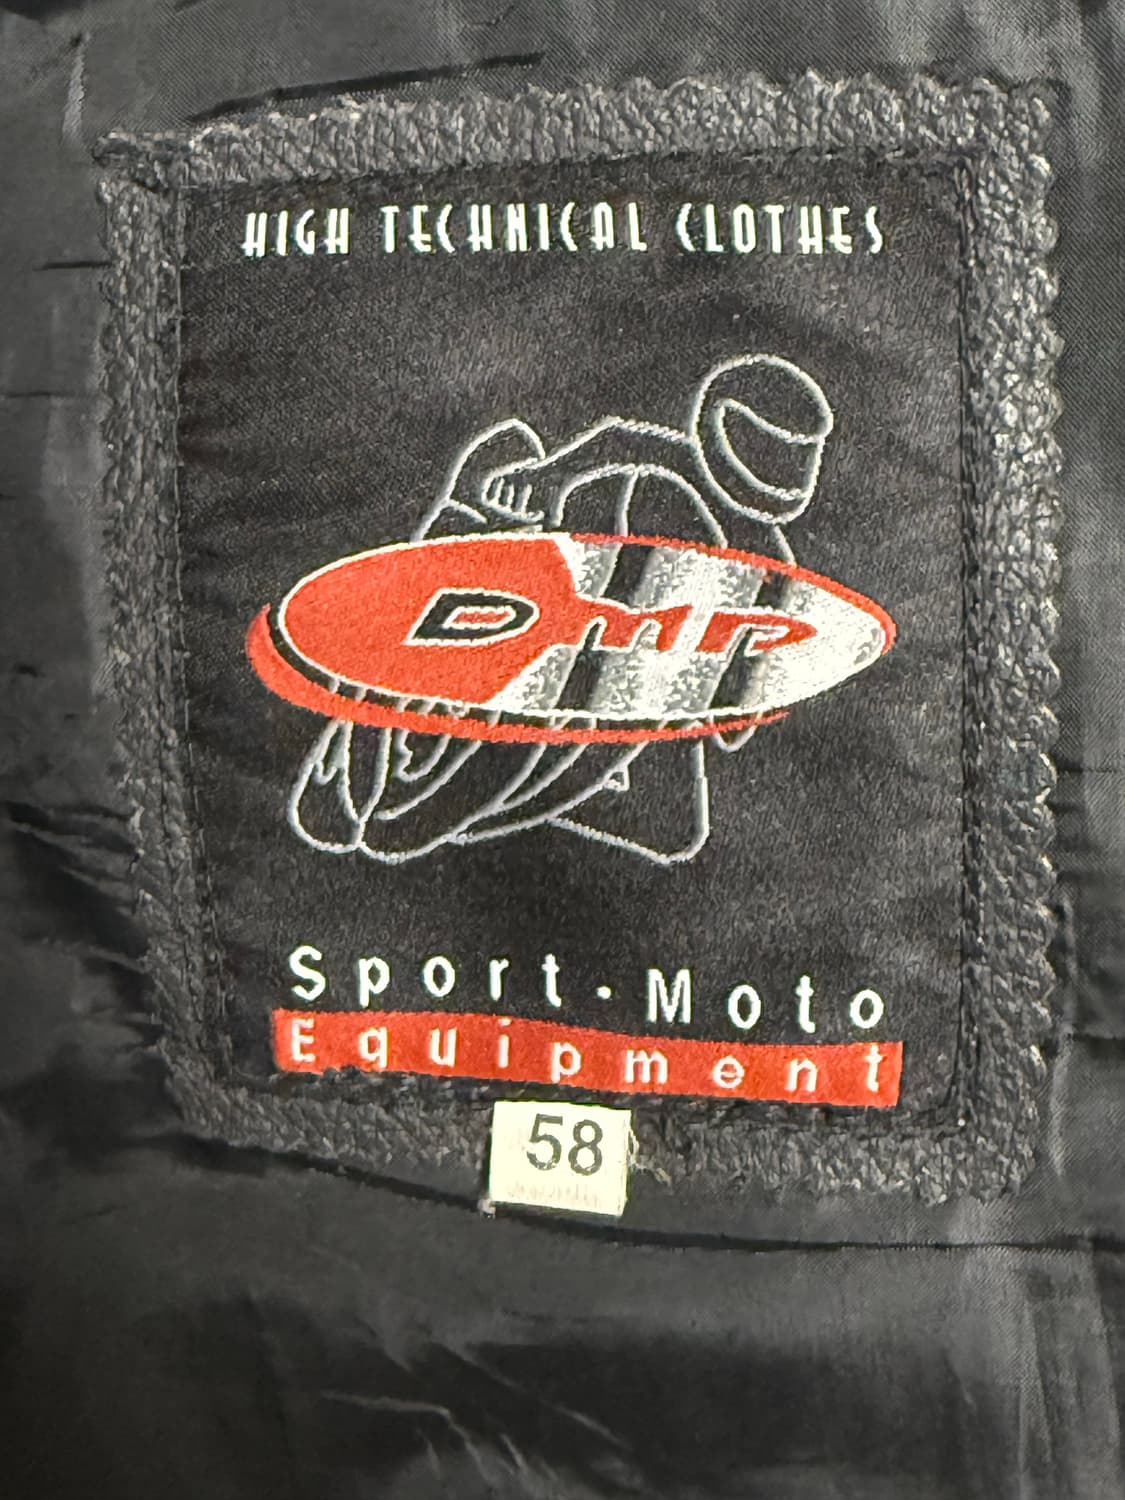 HIGH TECHNICAL CLOTHES
Dmp
Sport·Moto
Equipment
58